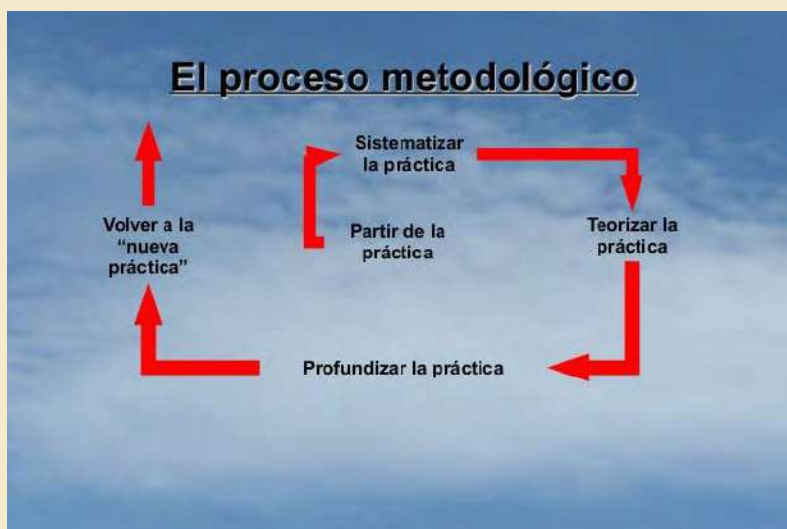 El proceso metodológico
Sistematizar
la práctica
Partir de la
práctica
Teorizar la
práctica
Profundizar la práctica
Volver a la
“nueva
práctica”